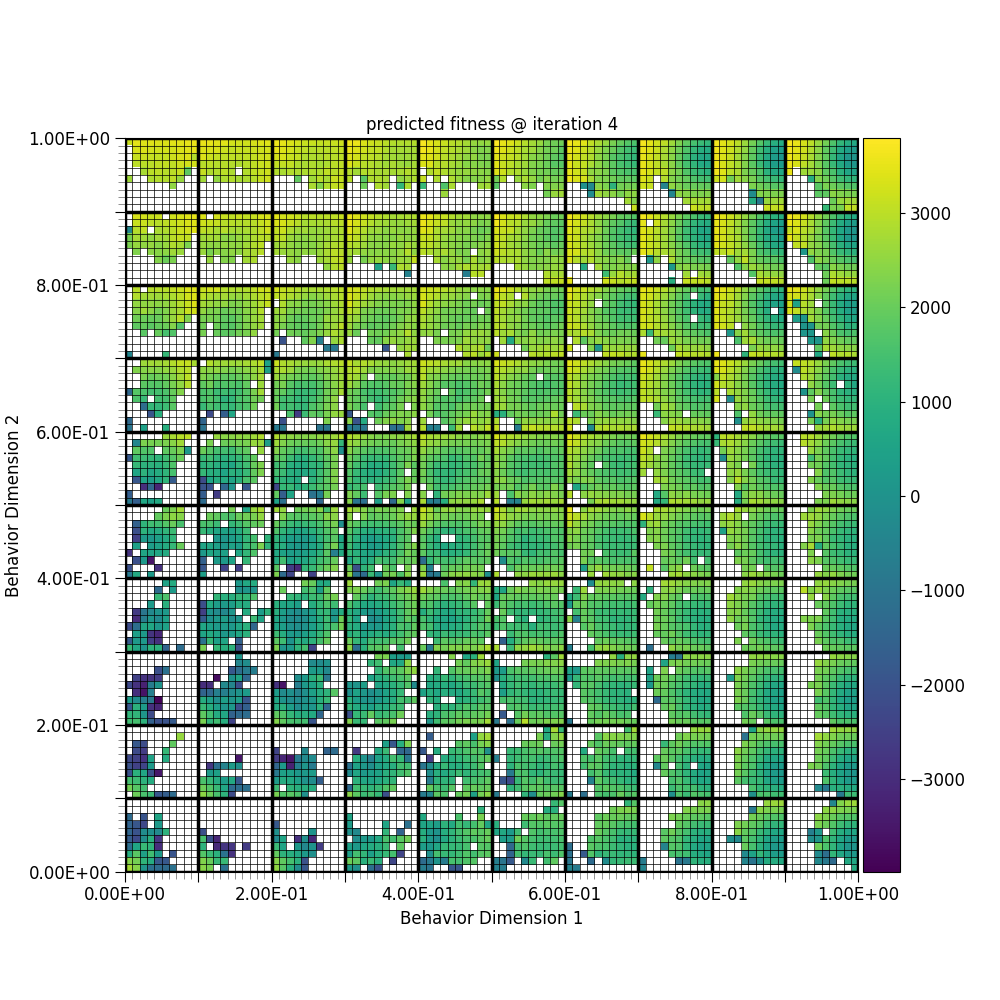 predicted fitness @ iteration 4
1.00E+00
8.00E-01
6.00E-01
4.00E-01
2.00E-01
0.00E+00
Behavior Dimension 2
0.00E+00 2.00E-01 4.00E-01 6.00E-01 8.00E-01 1.00E+00
Behavior Dimension 1
3000
2000
1000
0
−1000
−2000
−3000